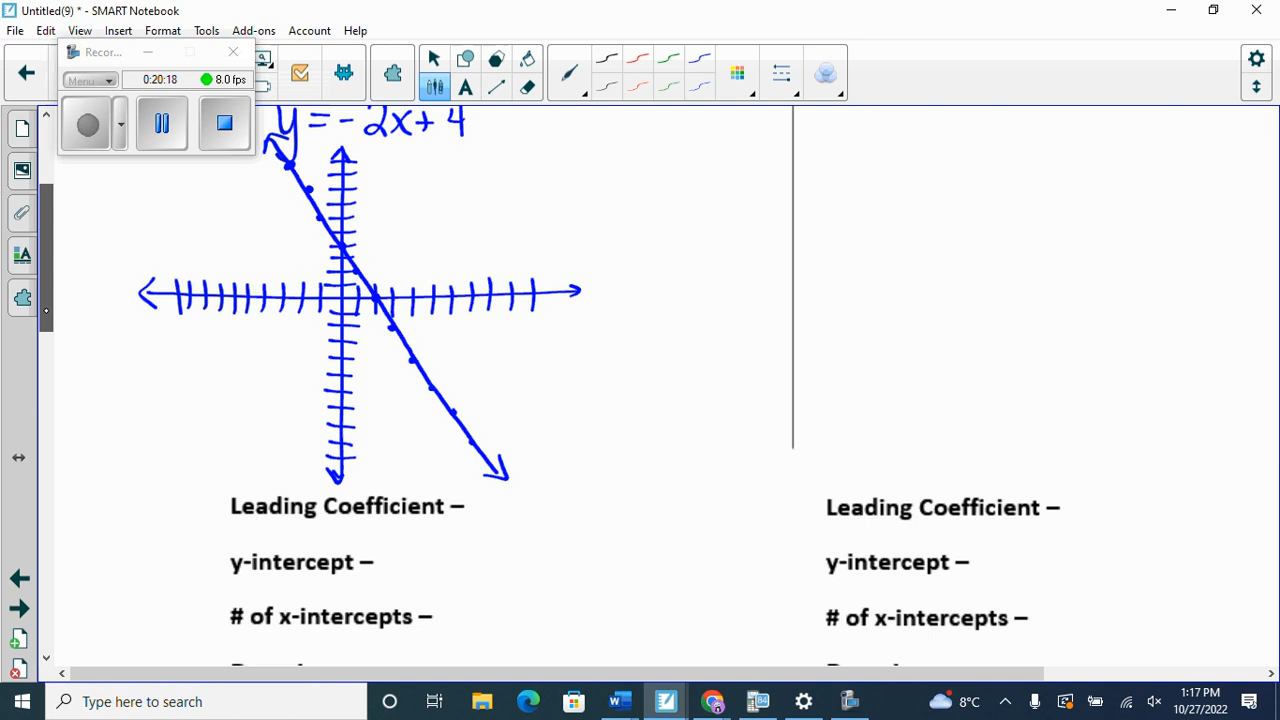 Untitled(9) * - SMART Notebook
File Edit View Insert Format Tools Add-ons Account Help
Recor...
Menu 0:20:18 8.0 fps
y = -2x+4
Leading Coefficient –
y-intercept –
# of x-intercepts –
Leading Coefficient –
y-intercept –
# of x-intercepts –
Type here to search
8°C
1:17 PM
10/27/2022